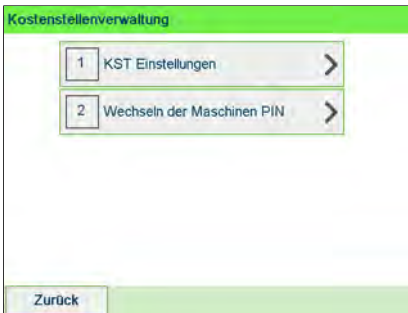 Kostenstellenverwaltung
1 KST Einstellungen
2 Wechseln der Maschinen PIN
Zurück